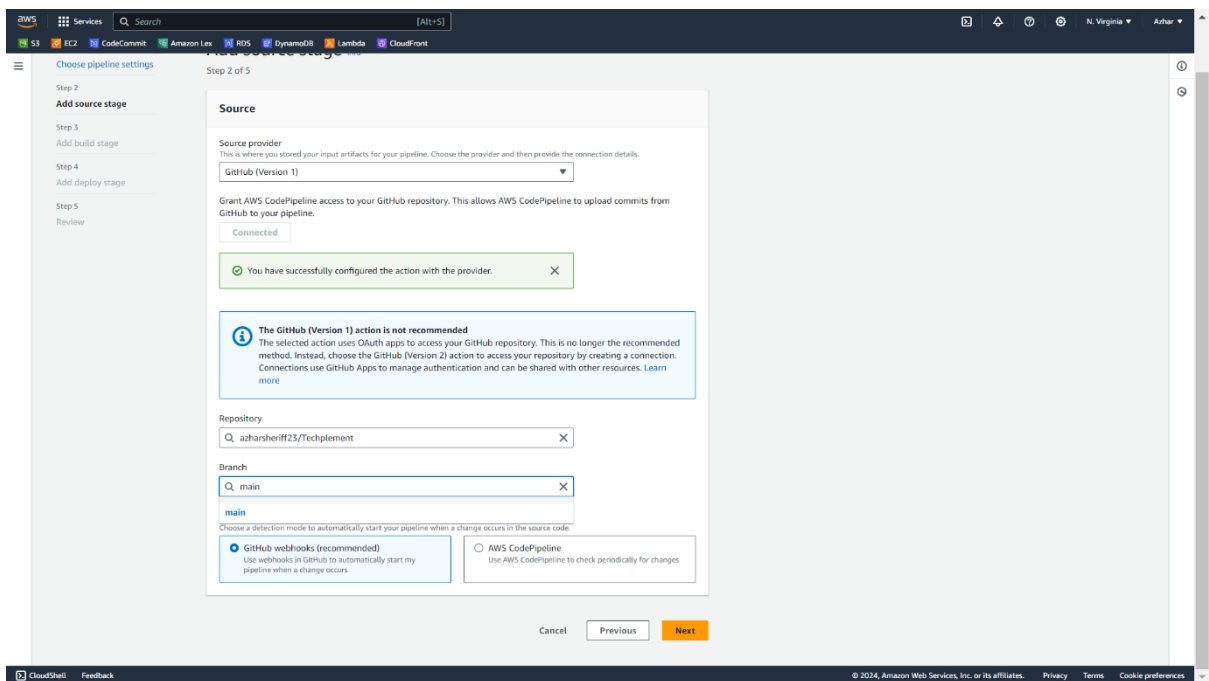 aws
Services
Search
[Alt+S]
N. Virginia
Azhar
S3
EC2
CodeCommit
Amazon Lex
RDS
DynamoDB
Lambda
CloudFront
Choose pipeline settings
Step 2
Add source stage
Step 3
Add build stage
Step 4
Add deploy stage
Step 5
Review
Add source stage
Step 2 of 5
Source
Source provider
This is where you stored your input artifacts for your pipeline. Choose the provider and then provide the connection details.
GitHub (Version 1)
Grant AWS CodePipeline access to your GitHub repository. This allows AWS CodePipeline to upload commits from
GitHub to your pipeline.
Connected
You have successfully configured the action with the provider.
The GitHub (Version 1) action is not recommended
The selected action uses OAuth apps to access your GitHub repository. This is no longer the recommended
method. Instead, choose the GitHub (Version 2) action to access your repository by creating a connection.
Connections use GitHub Apps to manage authentication and can be shared with other resources. Learn
more
Repository
azharsheriff23/Techplement
Branch
main
main
Choose a detection mode to automatically start your pipeline when a change occurs in the source code.
GitHub webhooks (recommended)
Use webhooks in GitHub to automatically start my
pipeline when a change occurs
AWS CodePipeline
Use AWS CodePipeline to check periodically for changes
Cancel
Previous
Next
CloudShell
Feedback
© 2024, Amazon Web Services, Inc. or its affiliates.
Privacy
Terms
Cookie preferences